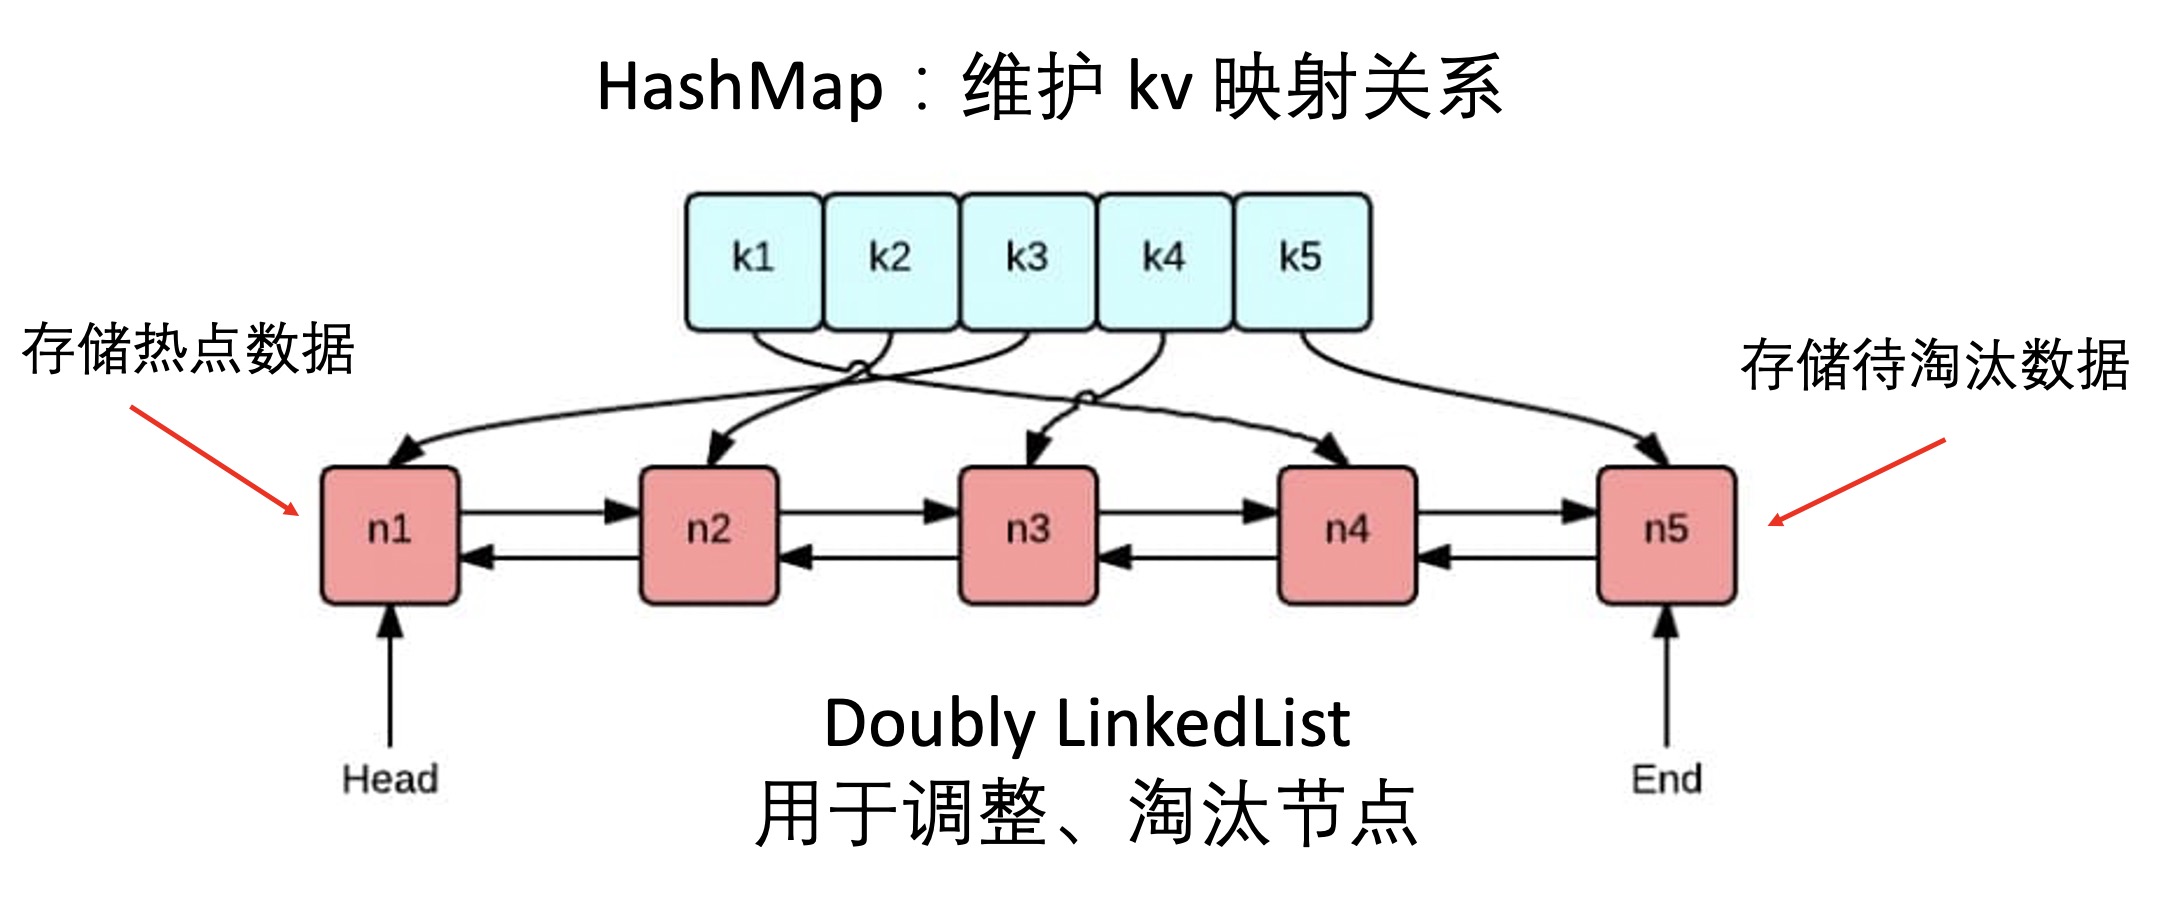 HashMap：维护 kv 映射关系
k1 k2 k3 k4 k5
存储热点数据
存储待淘汰数据
n1 n2 n3 n4 n5
Head
End
Doubly LinkedList
用于调整、淘汰节点